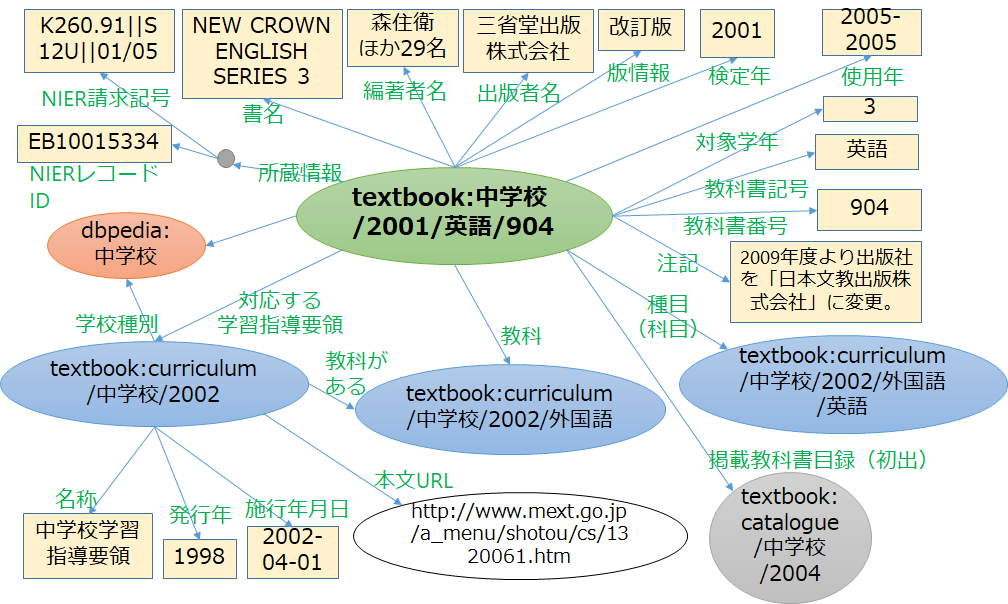 K260.91||S
12U||01/05
NEW CROWN
ENGLISH
SERIES 3
森住衛
ほか29名
三省堂出版
株式会社
改訂版
2001
2005-
2005
NIER請求記号
書名
編著者名
出版者名
版情報
検定年
使用年
EB10015334
NIERレコード
ID
所蔵情報
対象学年
3
英語
教科書記号
904
教科書番号
textbook:中学校
/2001/英語/904
dbpedia:
中学校
注記
2009年度より出版社
を「日本文教出版株
式会社」に変更。
学校種別
対応する
学習指導要領
教科
種目
（科目）
textbook:curriculum
/中学校/2002
教科が
ある
textbook:curriculum
/中学校/2002/外国語
textbook:curriculum
/中学校/2002/外国語
/英語
掲載教科書目録（初出）
名称
発行年
施行年月日
本文URL
中学校学習
指導要領
1998
2002-
04-01
http://www.mext.go.jp
/a_menu/shotou/cs/13
20061.htm
textbook:
catalogue
/中学校
/2004